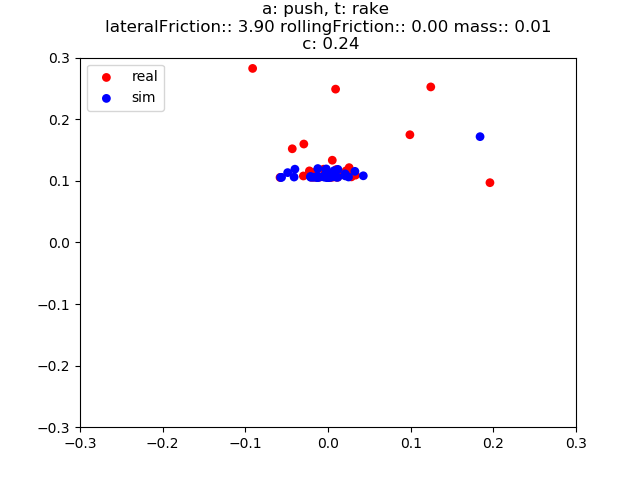 a: push, t: rake
lateralFriction:: 3.90 rollingFriction:: 0.00 mass:: 0.01
c: 0.24
real
sim
0.3
0.2
0.1
0.0
−0.1
−0.2
−0.3
−0.3 −0.2 −0.1 0.0 0.1 0.2 0.3